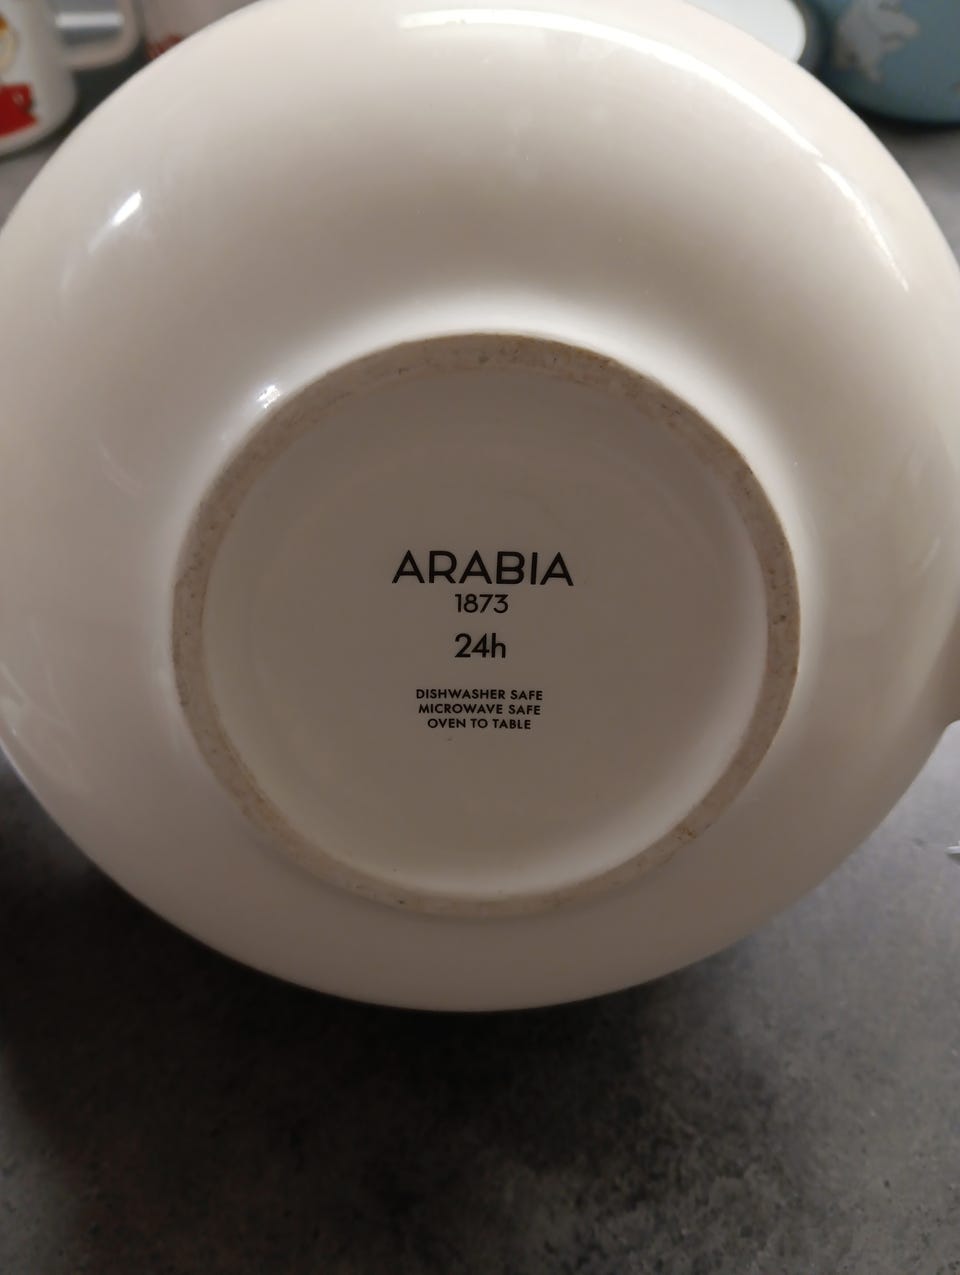 ARABIA
1873
24h
DISHWASHER SAFE
MICROWAVE SAFE
OVEN TO TABLE